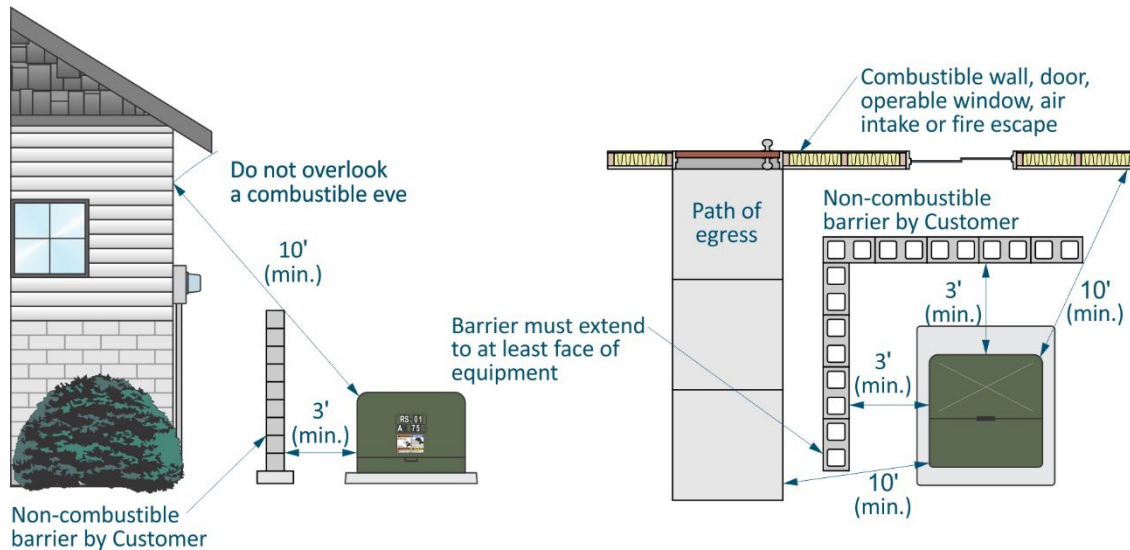 Do not overlook
a combustible eve
10'
(min.)
3'
(min.)
RS 01
A 75
Non-combustible
barrier by Customer
Combustible wall, door,
operable window, air
intake or fire escape
Path of
egress
Non-combustible
barrier by Customer
3'
(min.)
10'
(min.)
Barrier must extend
to at least face of
equipment
3'
(min.)
10'
(min.)